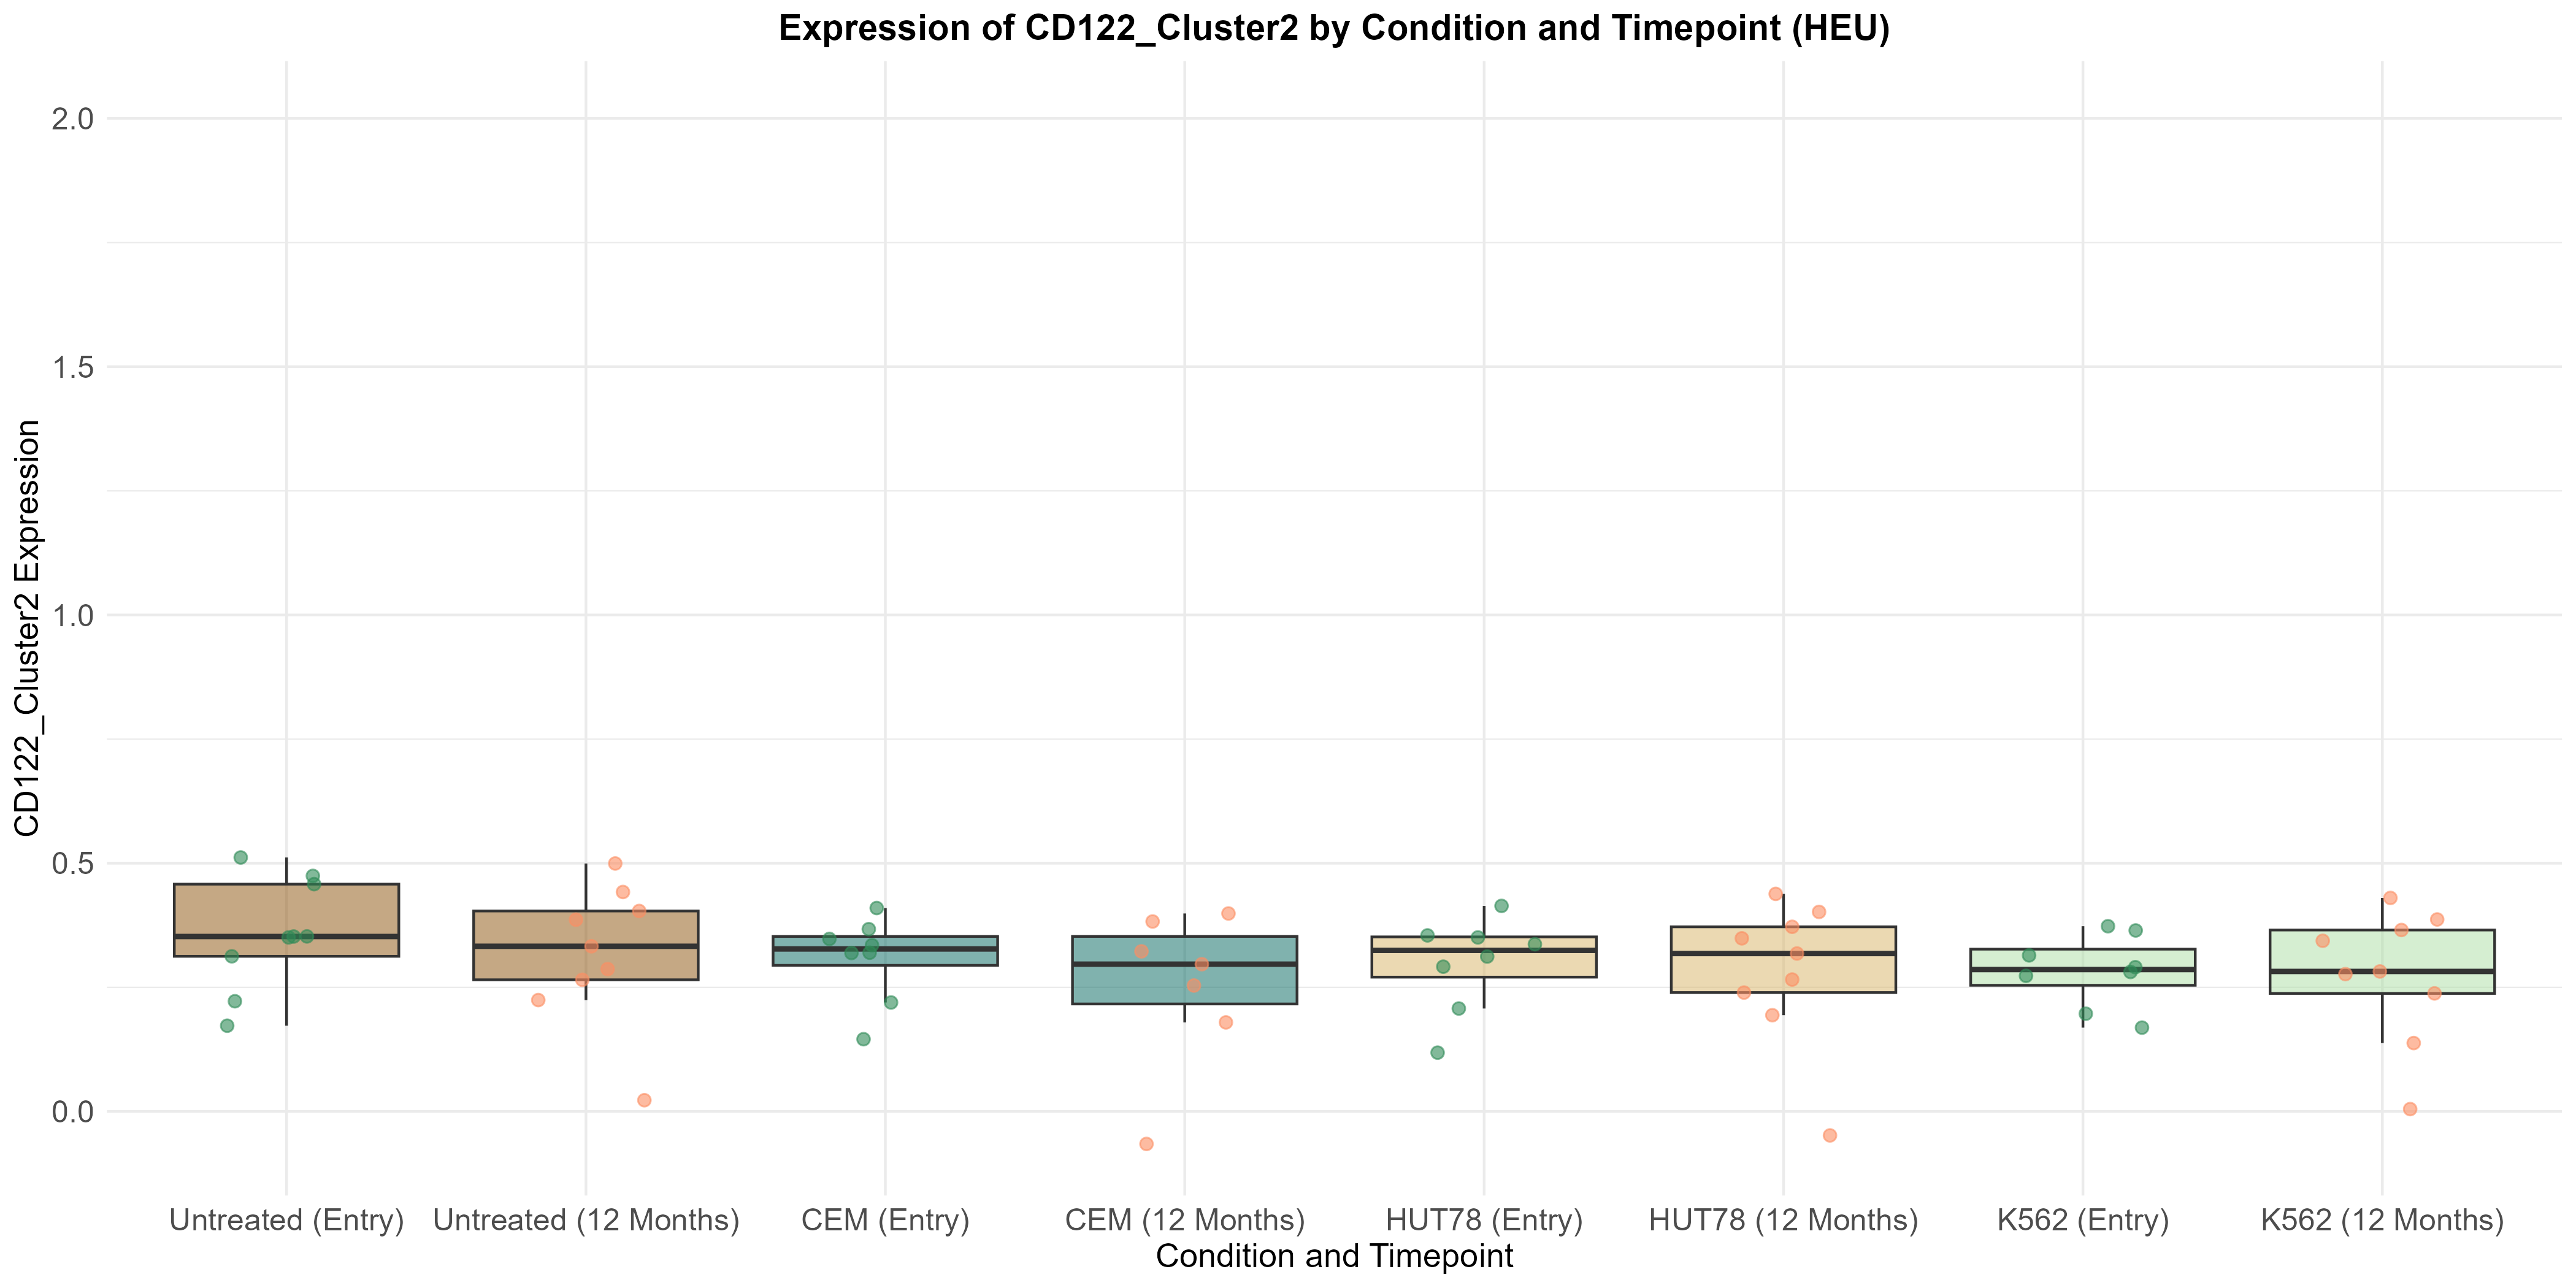 Expression of CD122_Cluster2 by Condition and Timepoint (HEU)
CD122_Cluster2 Expression
2.0
1.5
1.0
0.5
0.0
Untreated (Entry)
Untreated (12 Months)
CEM (Entry)
CEM (12 Months)
HUT78 (Entry)
HUT78 (12 Months)
K562 (Entry)
K562 (12 Months)
Condition and Timepoint